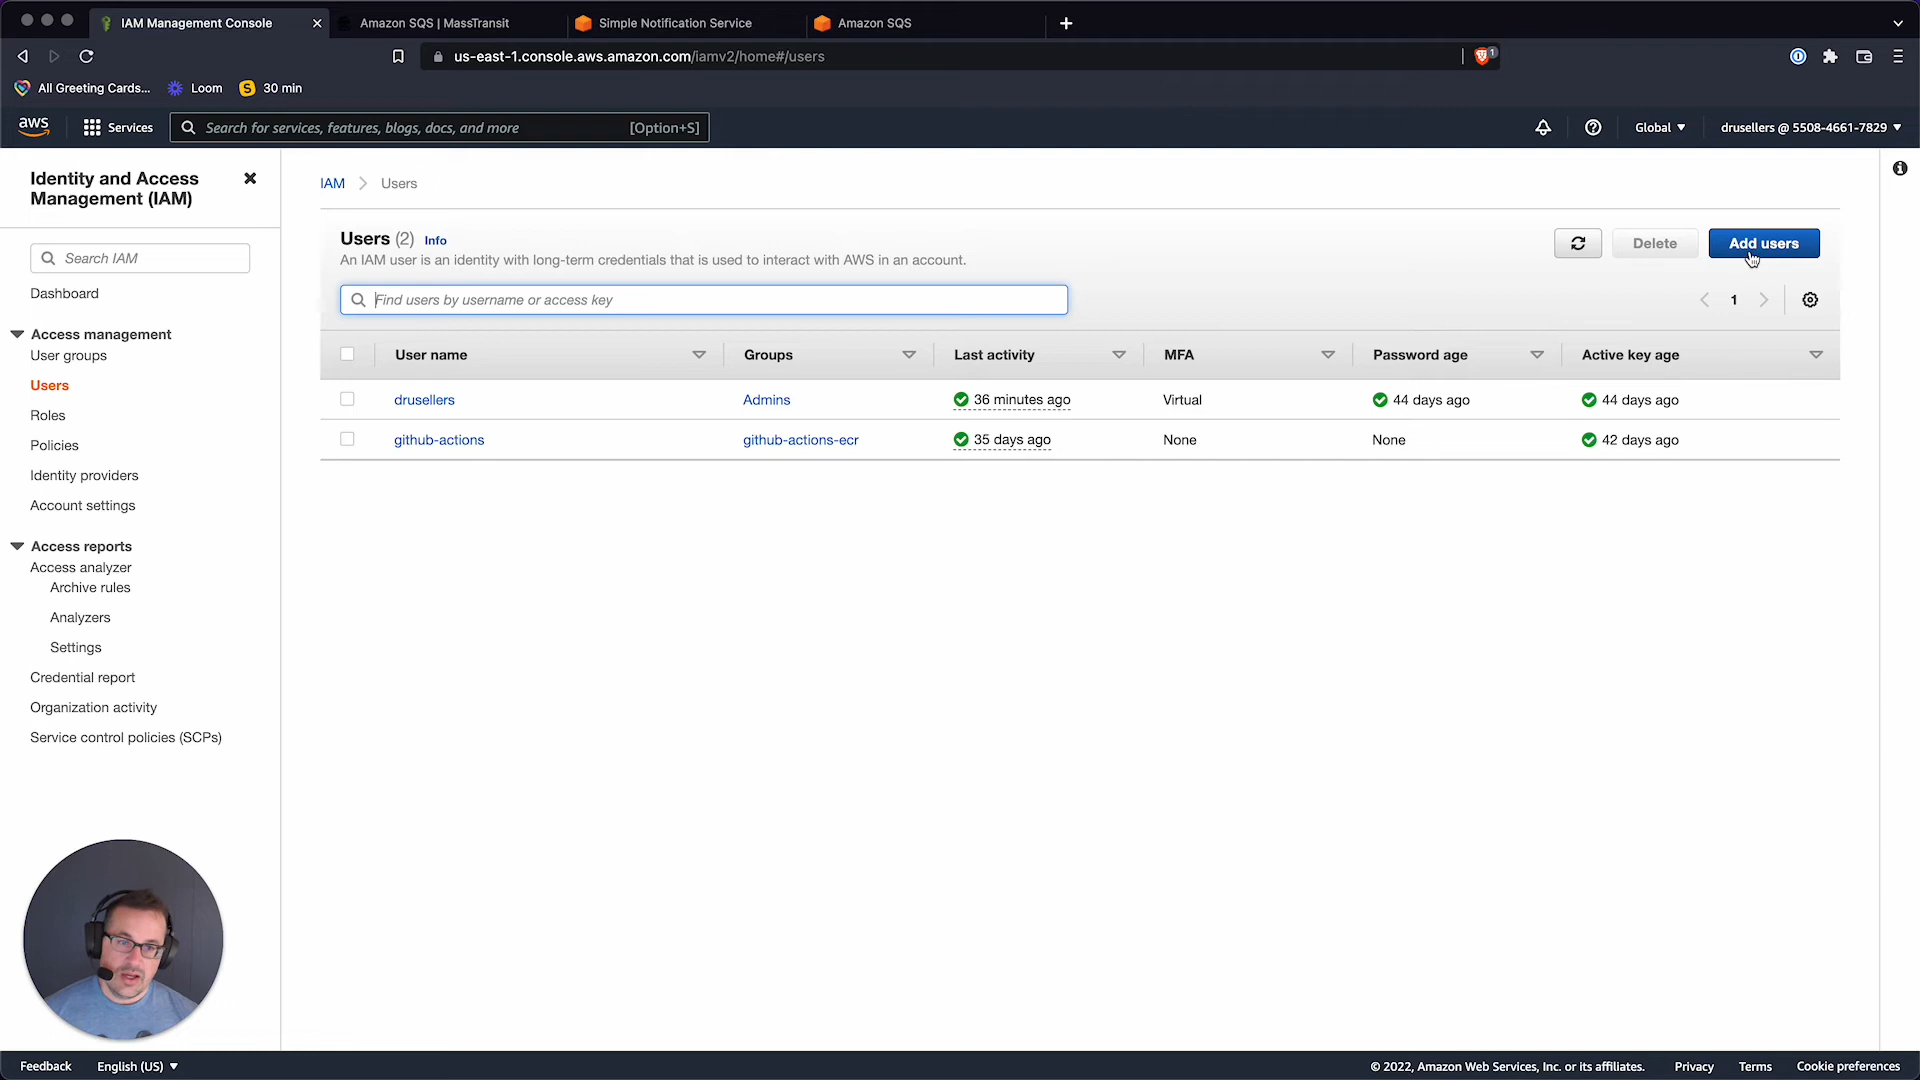 IAM Management Console
Amazon SQS | MassTransit
Simple Notification Service
Amazon SQS
us-east-1.console.aws.amazon.com/iamv2/home#/users
1
All Greeting Cards...
Loom
S
30 min
aws
Services
Search for services, features, blogs, docs, and more
[Option+S]
Global
drusellers @ 5508-4661-7829
Identity and Access
Management (IAM)
Search IAM
Dashboard
Access management
User groups
Users
Roles
Policies
Identity providers
Account settings
Access reports
Access analyzer
Archive rules
Analyzers
Settings
Credential report
Organization activity
Service control policies (SCPs)
IAM
Users
Users (2) Info
An IAM user is an identity with long-term credentials that is used to interact with AWS in an account.
Delete
Add users
Find users by username or access key
1
User name
Groups
Last activity
MFA
Password age
Active key age
drusellers
Admins
36 minutes ago
Virtual
44 days ago
44 days ago
github-actions
github-actions-ecr
35 days ago
None
None
42 days ago
Feedback
English (US)
© 2022, Amazon Web Services, Inc. or its affiliates.
Privacy
Terms
Cookie preferences